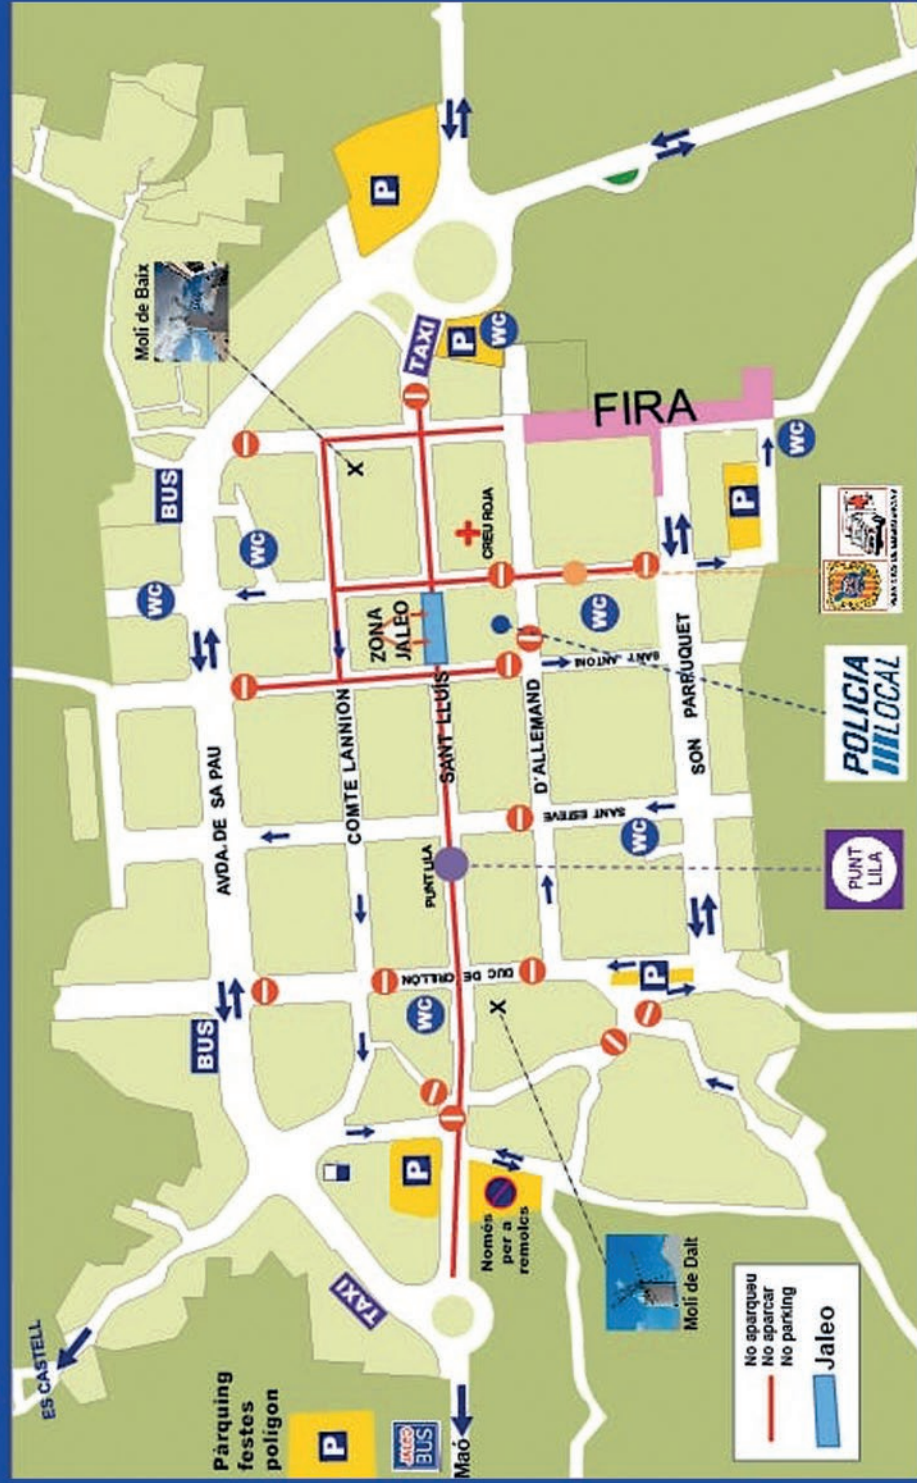 ES CASTELL
Pàrquing
festes
polígon
P
JALEO
BUS
Maó
TAXI
BUS
AVDA. DE SA PAU
BUS
WC
WC
Molí de Baix
P
TAXI
P
WC
COMTE LANNION
ZONA
JALEO
SANT LLUÍS
CREU ROJA
FIRA
P
WC
WC
SANT ANTONI
D'ALLEMAND
SON PARRUQUET
SANT ESTEVE
WC
PUNT LILA
DUC DE CRILLÓN
WC
P
P
Només
per a
remolcs
X
X
Molí de Dalt
PUNT
LILA
POLICIA
LOCAL
No aparqueu
No aparcar
No parking
Jaleo